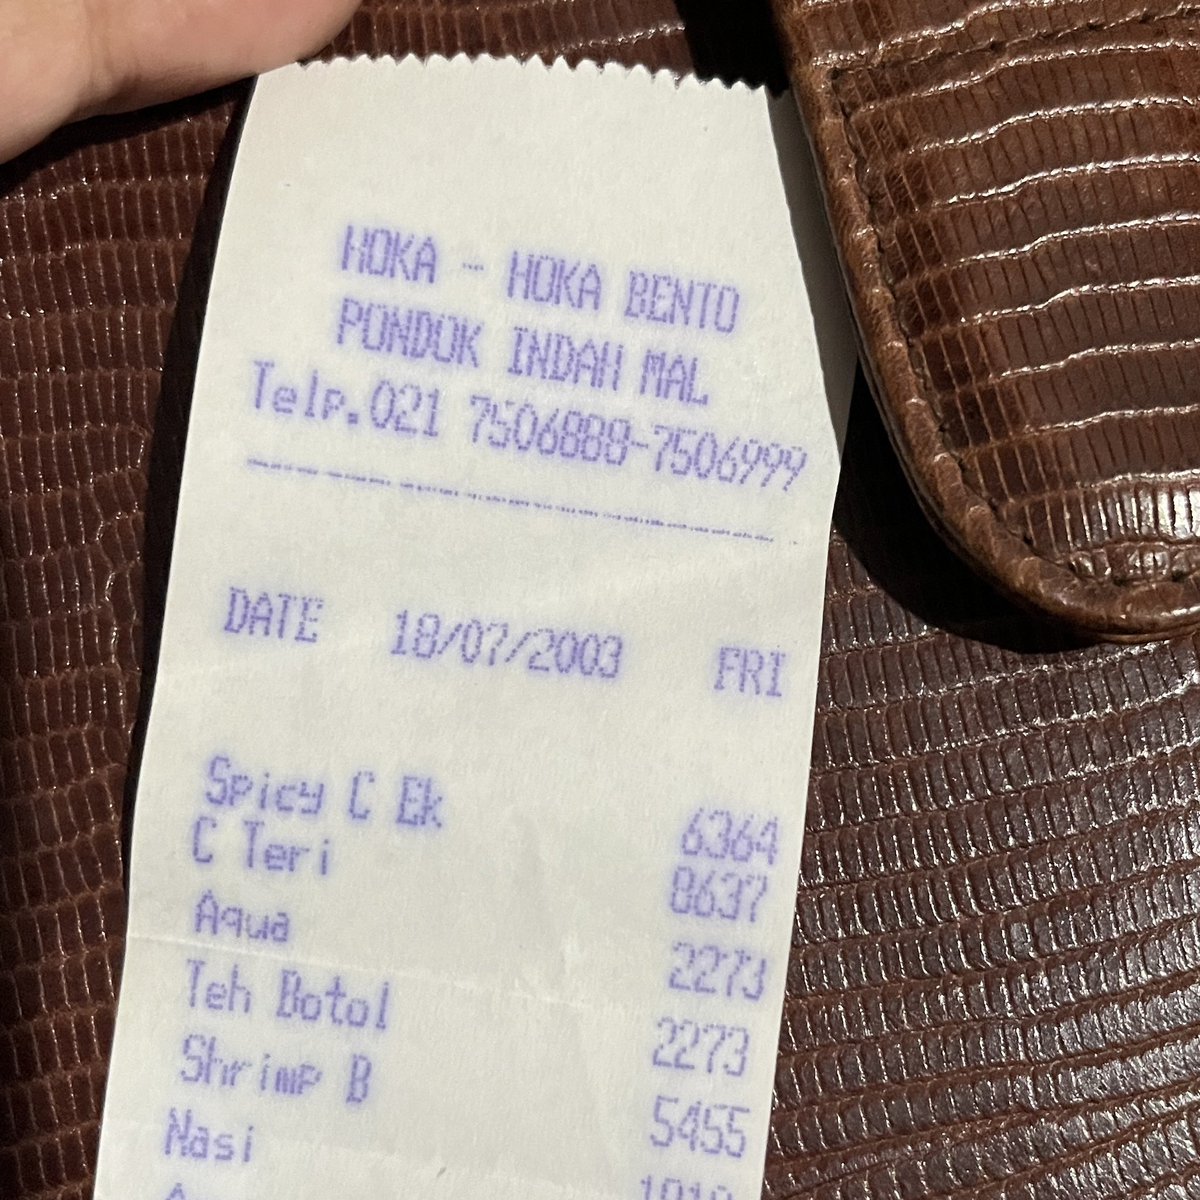 HOKA - HOKA BENTO
PONDOK INDAH MAL
Telp.021 7506888-7506999
DATE 18/07/2003 FRI
Spicy C Ek 6364
C Teri 8637
Aqua 2273
Teh Botol 2273
Shrimp B 5455
Nasi